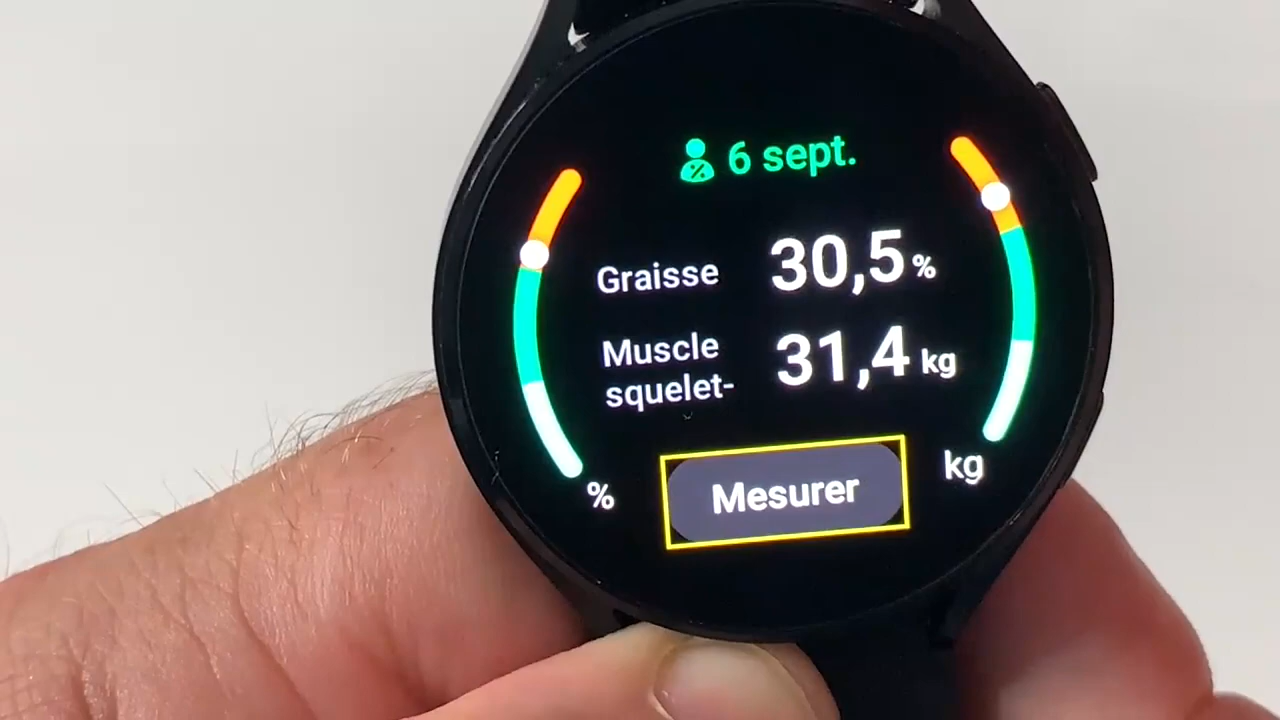 6 sept.
Graisse 30,5 %
Muscle
squelet- 31,4 kg
% kg
Mesurer